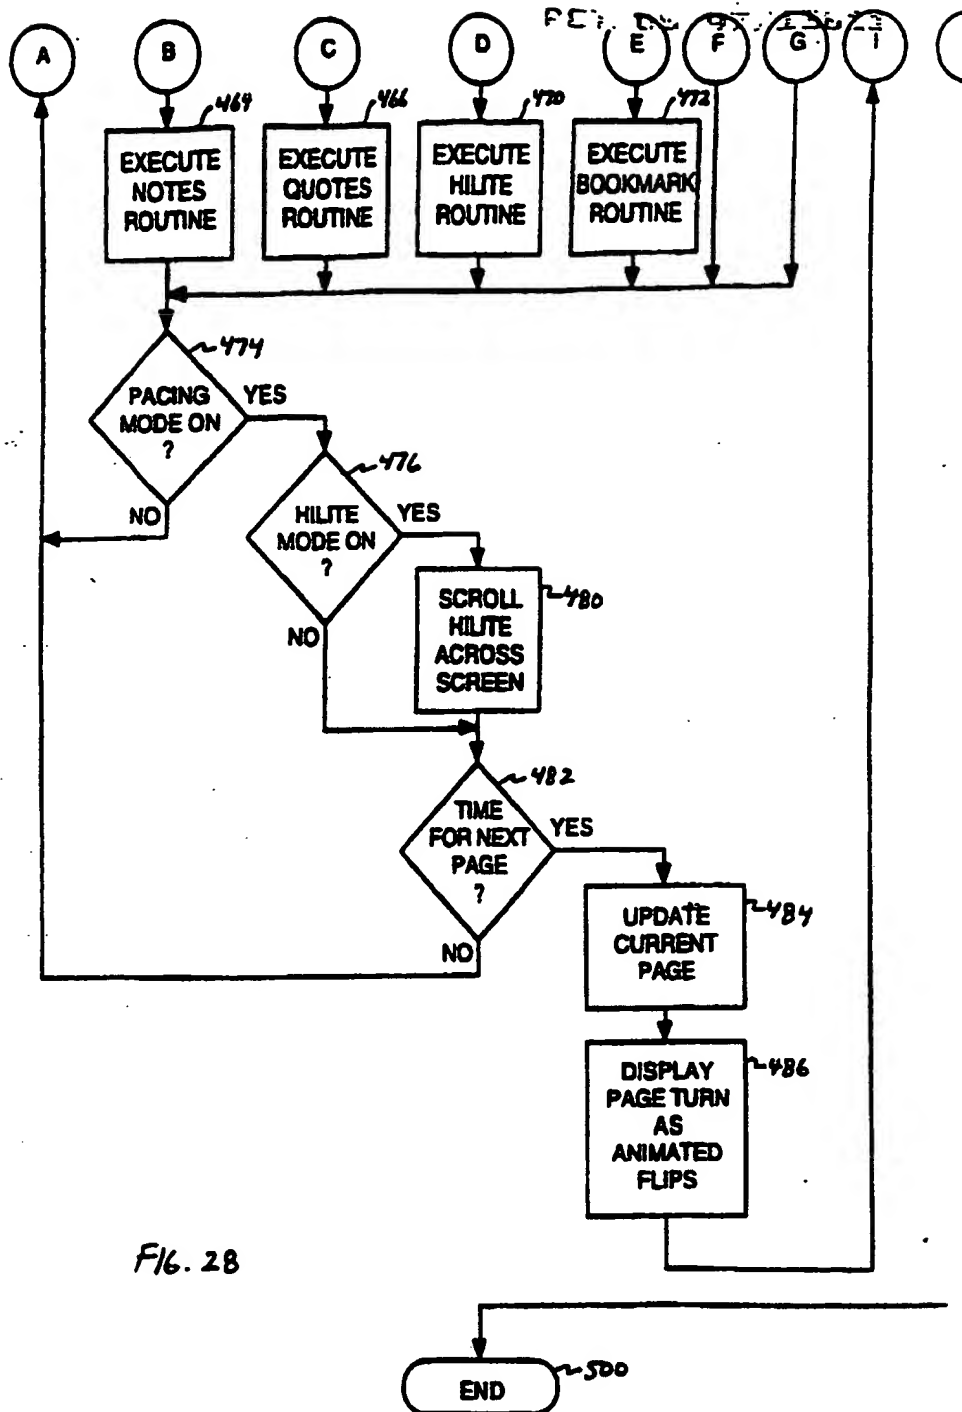 A
B
C
D
E
F
G
I
464
466
470
472
EXECUTE
NOTES
ROUTINE
EXECUTE
QUOTES
ROUTINE
EXECUTE
HILITE
ROUTINE
EXECUTE
BOOKMARK
ROUTINE
474
PACING
MODE ON
?
YES
NO
476
HILITE
MODE ON
?
YES
NO
480
SCROLL
HILITE
ACROSS
SCREEN
482
TIME
FOR NEXT
PAGE
?
YES
NO
484
UPDATE
CURRENT
PAGE
486
DISPLAY
PAGE TURN
AS
ANIMATED
FLIPS
FIG. 28
500
END